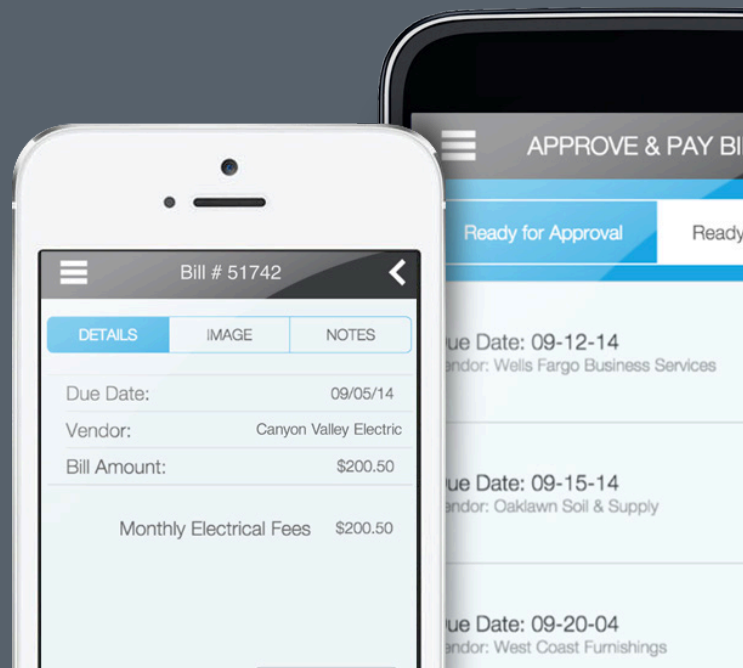 Bill # 51742
DETAILS IMAGE NOTES
Due Date: 09/05/14
Vendor: Canyon Valley Electric
Bill Amount: $200.50
Monthly Electrical Fees $200.50
APPROVE & PAY
Ready for Approval Ready
ue Date: 09-12-14
endor: Wells Fargo Business Services
ue Date: 09-15-14
endor: Oaklawn Soil & Supply
ue Date: 09-20-04
endor: West Coast Furnishings